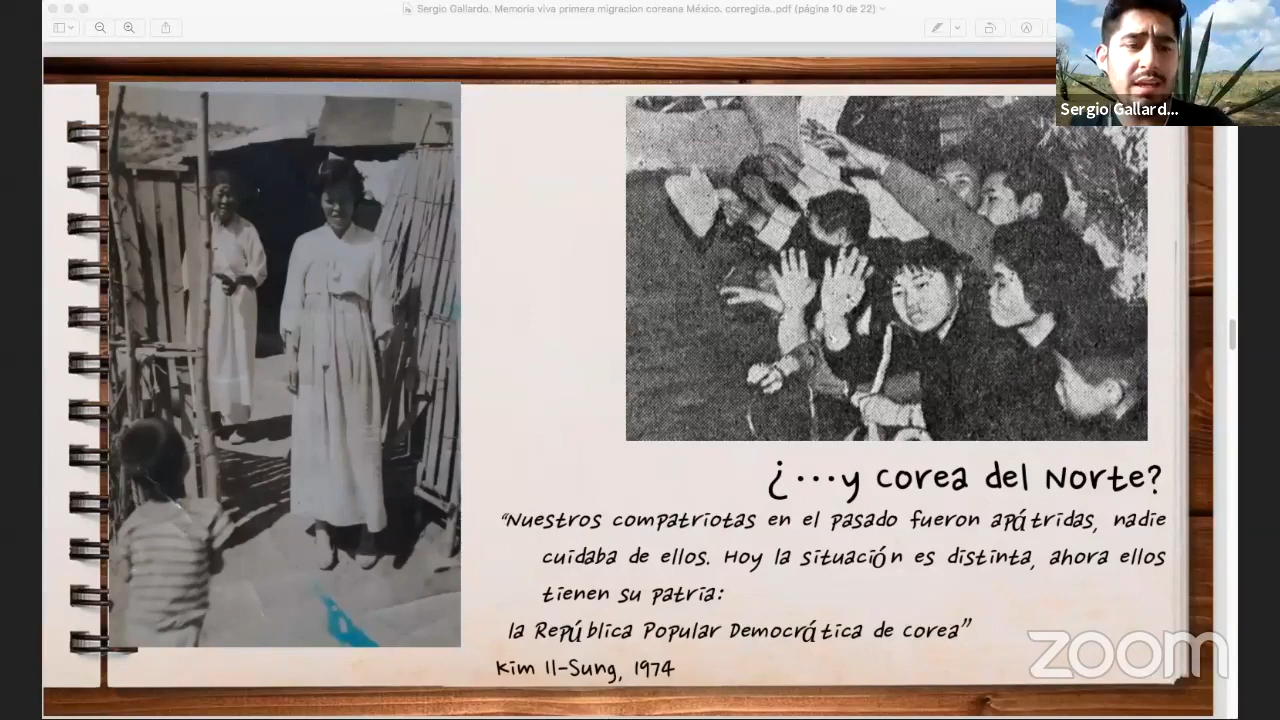 Sergio Gallardo. Memoria viva primera migracion coreana México. corregida..pdf (página 10 de 22)
Sergio Gallard...
¿...y Corea del Norte?
"Nuestros compatriotas en el pasado fueron apátridas, nadie
cuidaba de ellos. Hoy la situación es distinta, ahora ellos
tienen su patria:
la República Popular Democrática de corea"
Kim Il-Sung, 1974
zoom